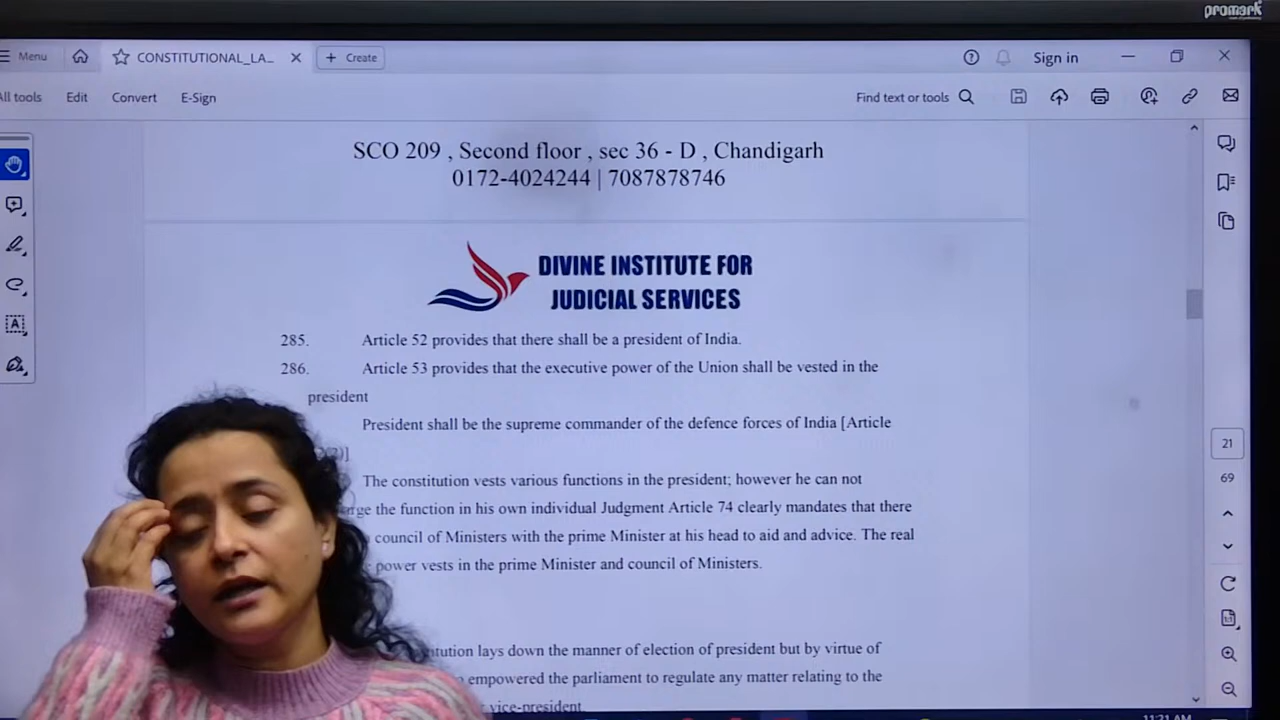 promark
Menu
CONSTITUTIONAL_LA...
Create
Sign in
All tools
Edit
Convert
E-Sign
Find text or tools
SCO 209 , Second floor , sec 36 - D , Chandigarh
0172-4024244 | 7087878746
DIVINE INSTITUTE FOR
JUDICIAL SERVICES
285. Article 52 provides that there shall be a president of India.
286. Article 53 provides that the executive power of the Union shall be vested in the
president
President shall be the supreme commander of the defence forces of India [Article
The constitution vests various functions in the president; however he can not
the function in his own individual Judgment Article 74 clearly mandates that there
council of Ministers with the prime Minister at his head to aid and advice. The real
power vests in the prime Minister and council of Ministers.
lays down the manner of election of president but by virtue of
empowered the parliament to regulate any matter relating to the
vice-president.
21
69
11:21 AM